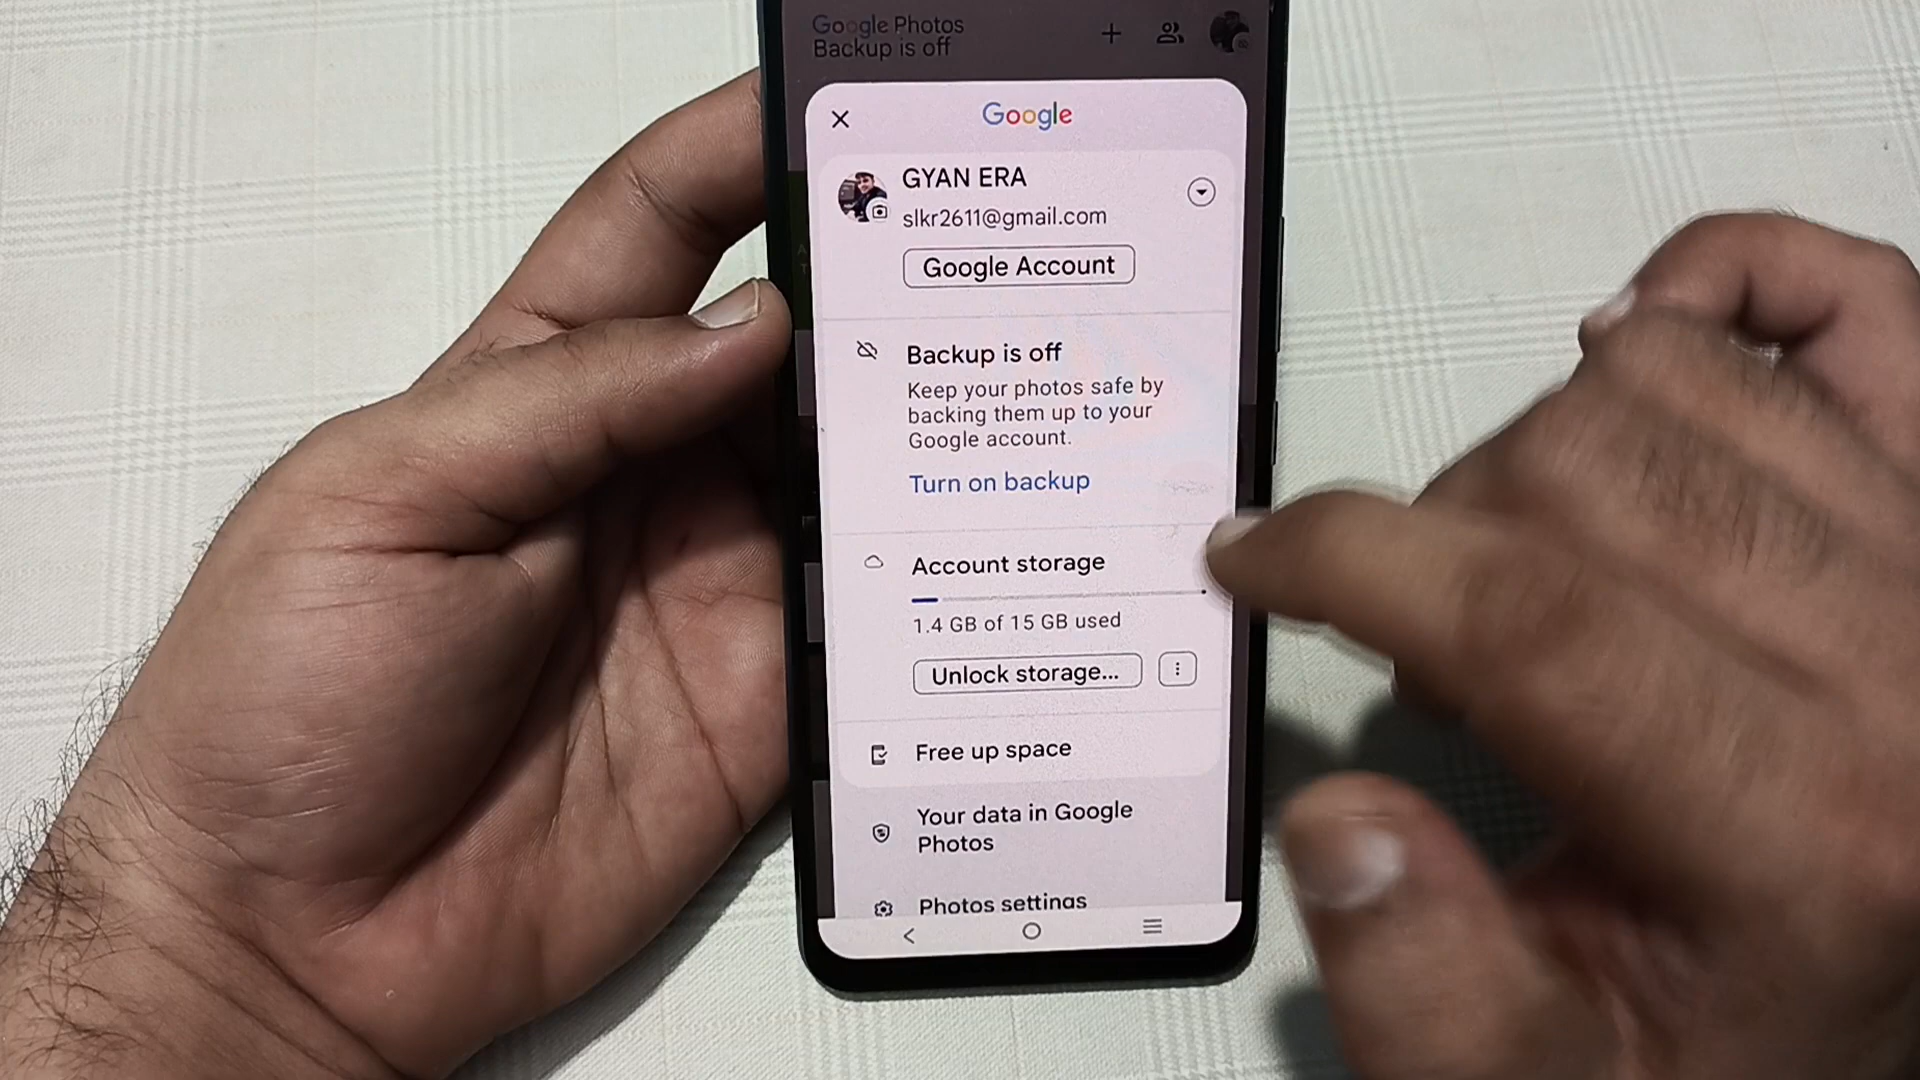 Google Photos
Backup is off
Google
GYAN ERA
slkr2611@gmail.com
Google Account
Backup is off
Keep your photos safe by
backing them up to your
Google account.
Turn on backup
Account storage
1.4 GB of 15 GB used
Unlock storage...
Free up space
Your data in Google
Photos
Photos settings